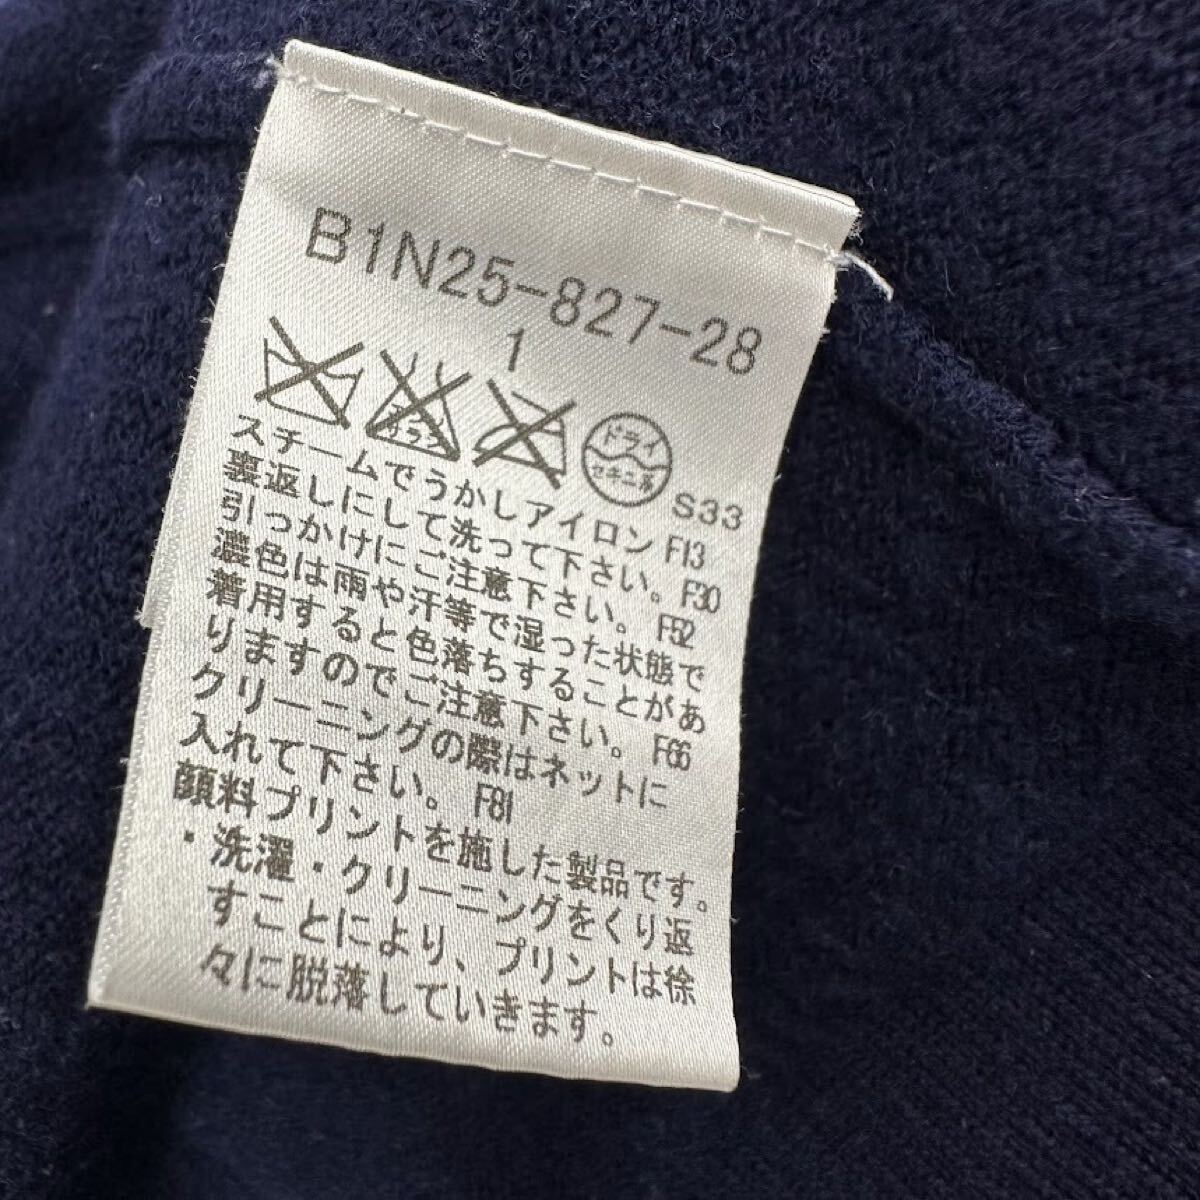 B1N25-827-28
1
エンソサラシ
ドライ
セキユ系
S33
スチームでうかしアイロン F13
裏返しにして洗って下さい。F30
引っかけにご注意下さい。F52
濃色は雨や汗等で湿った状態で
着用すると色落ちすることがあ
りますのでご注意下さい。F66
クリーニングの際はネットに
入れて下さい。F81
顔料プリントを施した製品です。
・洗濯・クリーニングをくり返
すことにより、プリントは徐
々に脱落していきます。